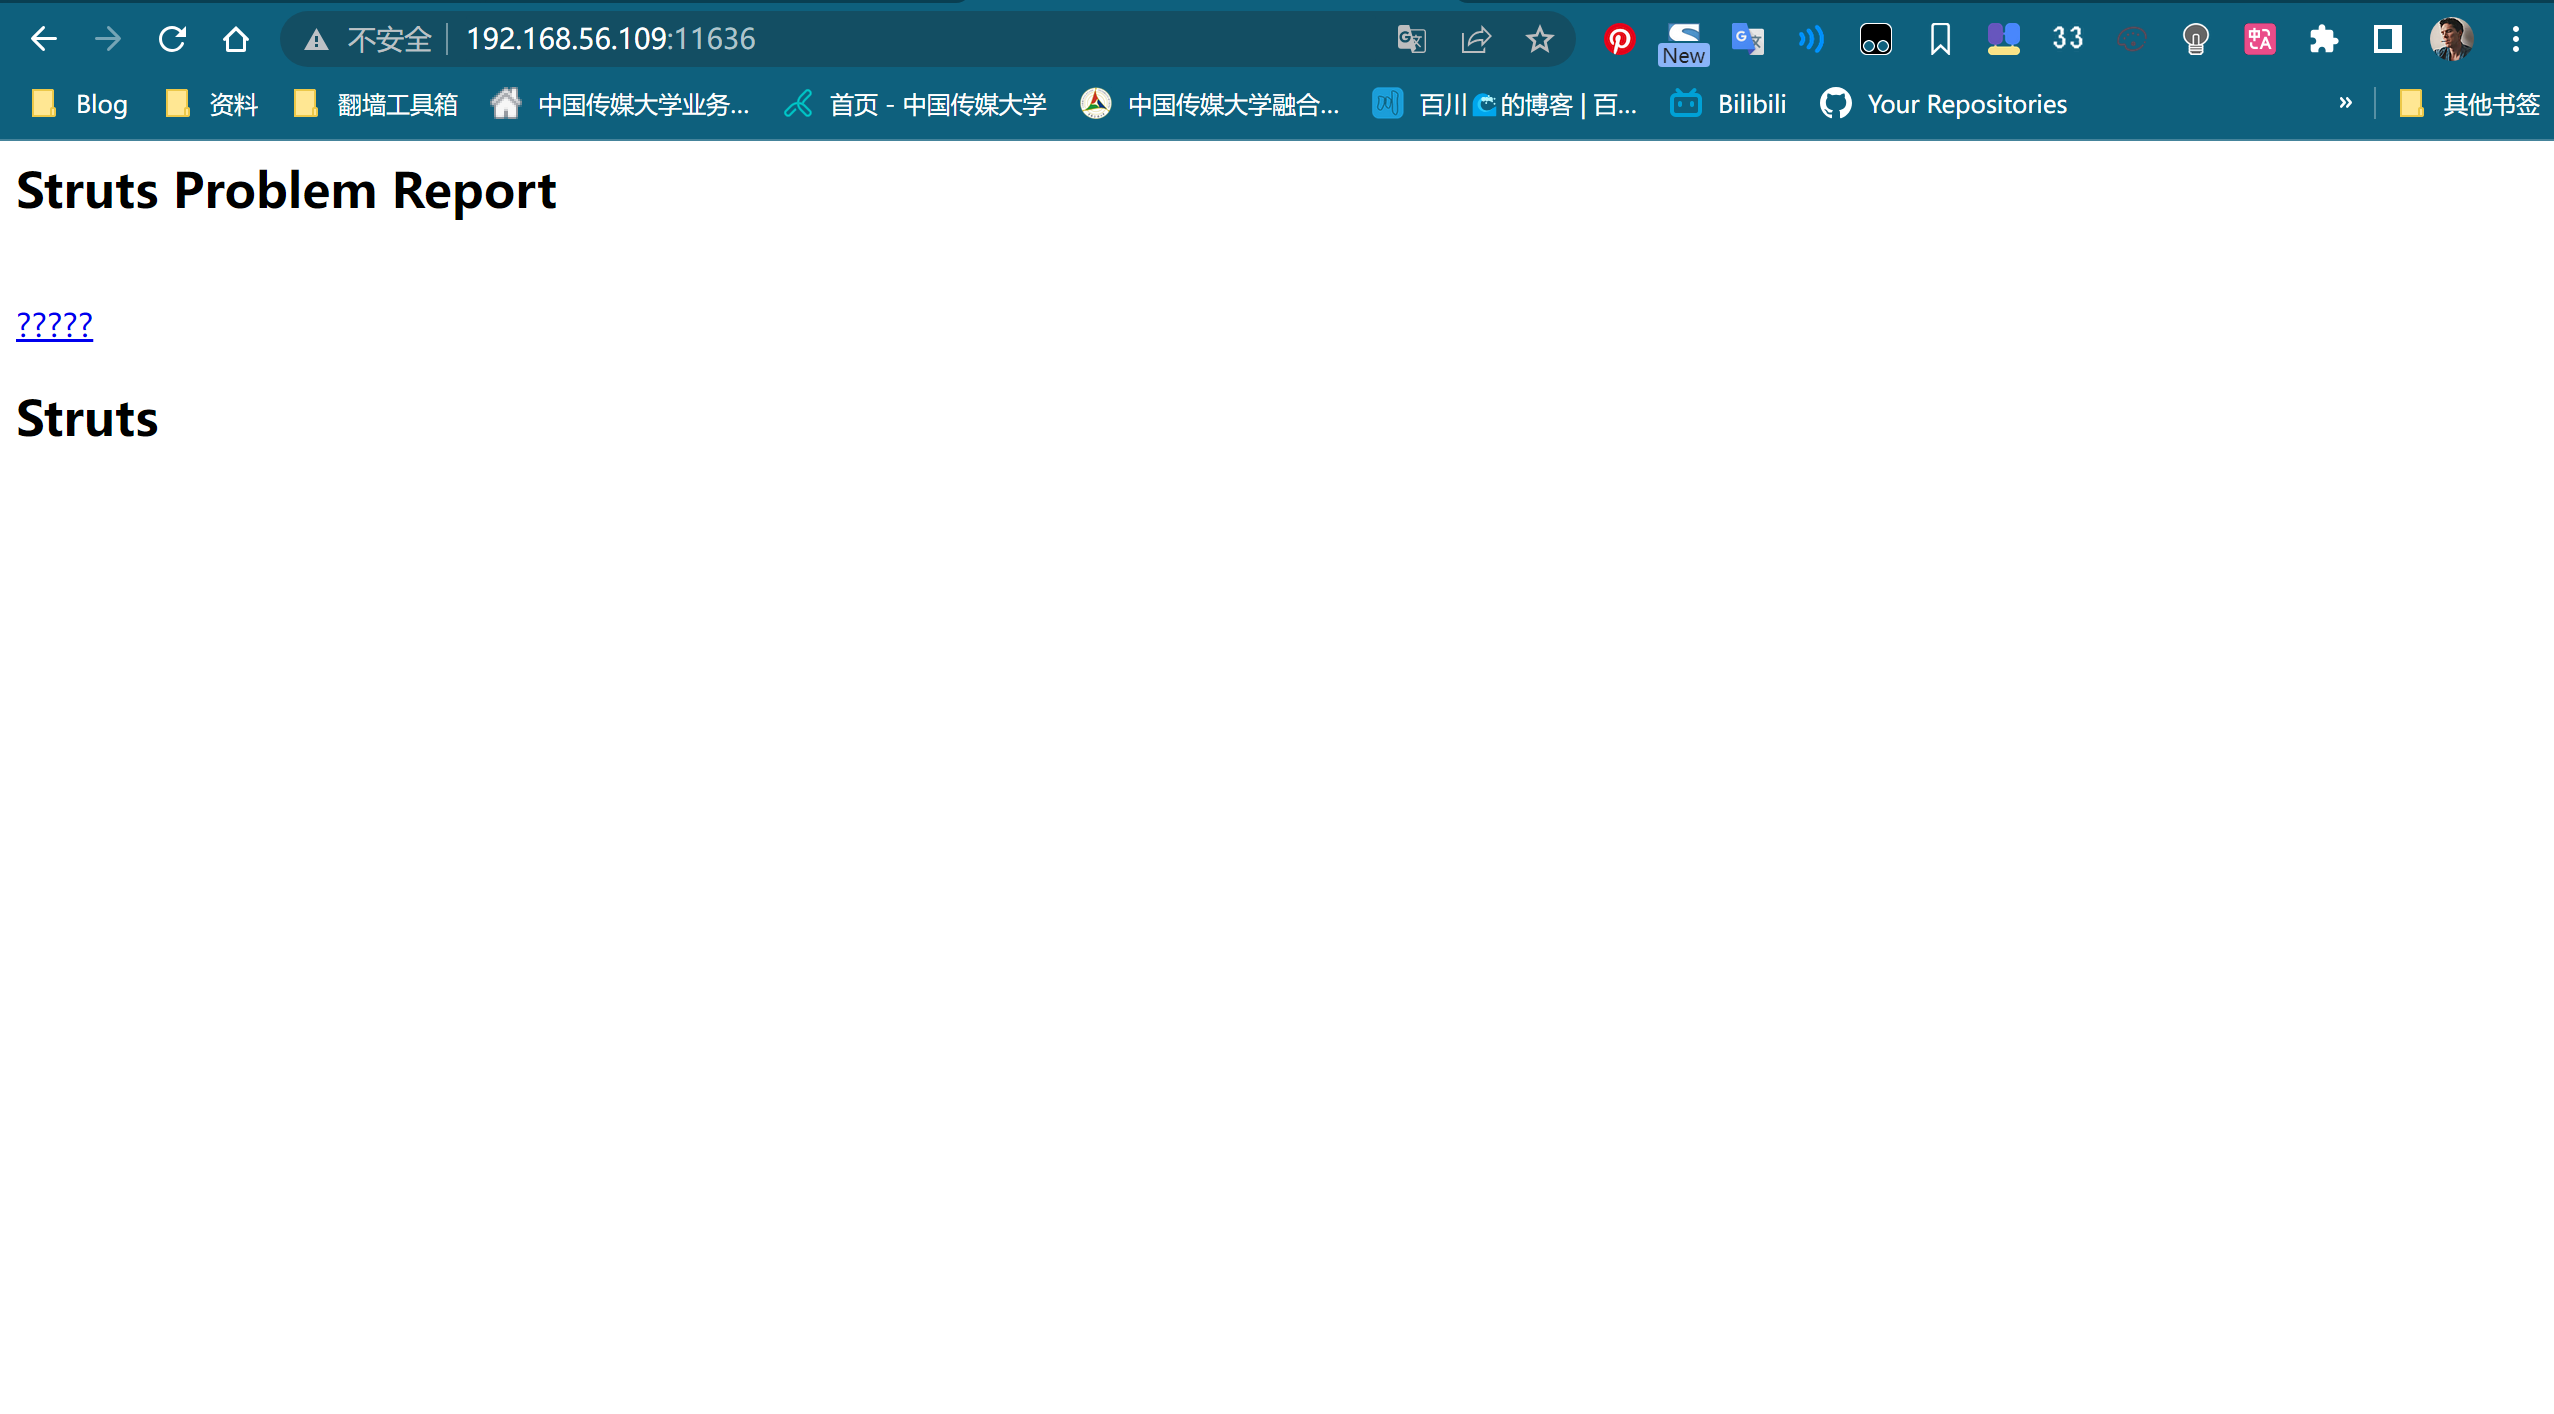 不安全 192.168.56.109:11636
New
33
Blog 资料 翻墙工具箱 中国传媒大学业务... 首页 - 中国传媒大学 中国传媒大学融合... 百川🌊的博客 | 百... Bilibili Your Repositories » 其他书签
Struts Problem Report
?????
Struts